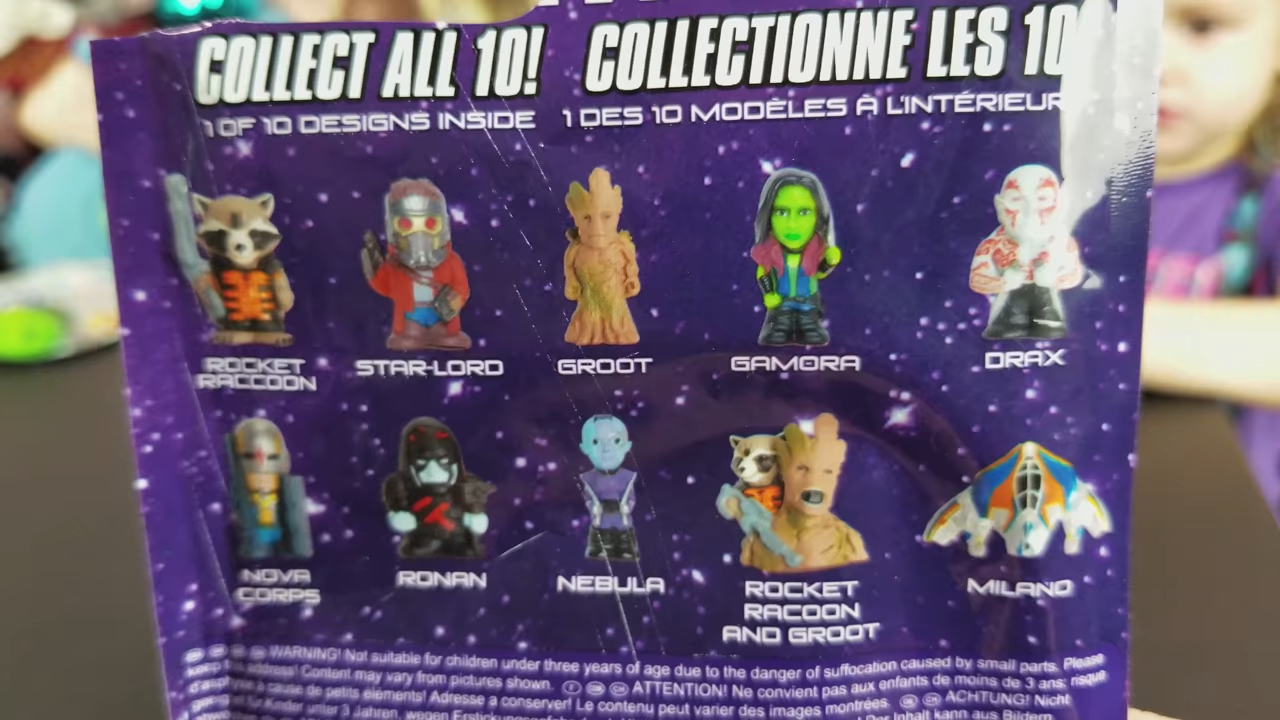 COLLECT ALL 10! COLLECTIONNE LES 10
1 OF 10 DESIGNS INSIDE 1 DES 10 MODÈLES À L'INTÉRIEUR
ROCKET
RACCOON
STAR-LORD
GROOT
GAMORA
DRAX
NOVA
CORPS
RONAN
NEBULA
ROCKET
RACOON
AND GROOT
MILANO
WARNING! Not suitable for children under three years of age due to the danger of suffocation caused by small parts. Please
keep this address! Content may vary from pictures shown. ATTENTION! Ne convient pas aux enfants de moins de 3 ans: risque
à cause de petits éléments! Adresse a conserver! Le contenu peut varier des images montrées. ACHTUNG! Nicht
für Kinder unter 3 Jahren, wegen Der Inhalt kann aus Bildern